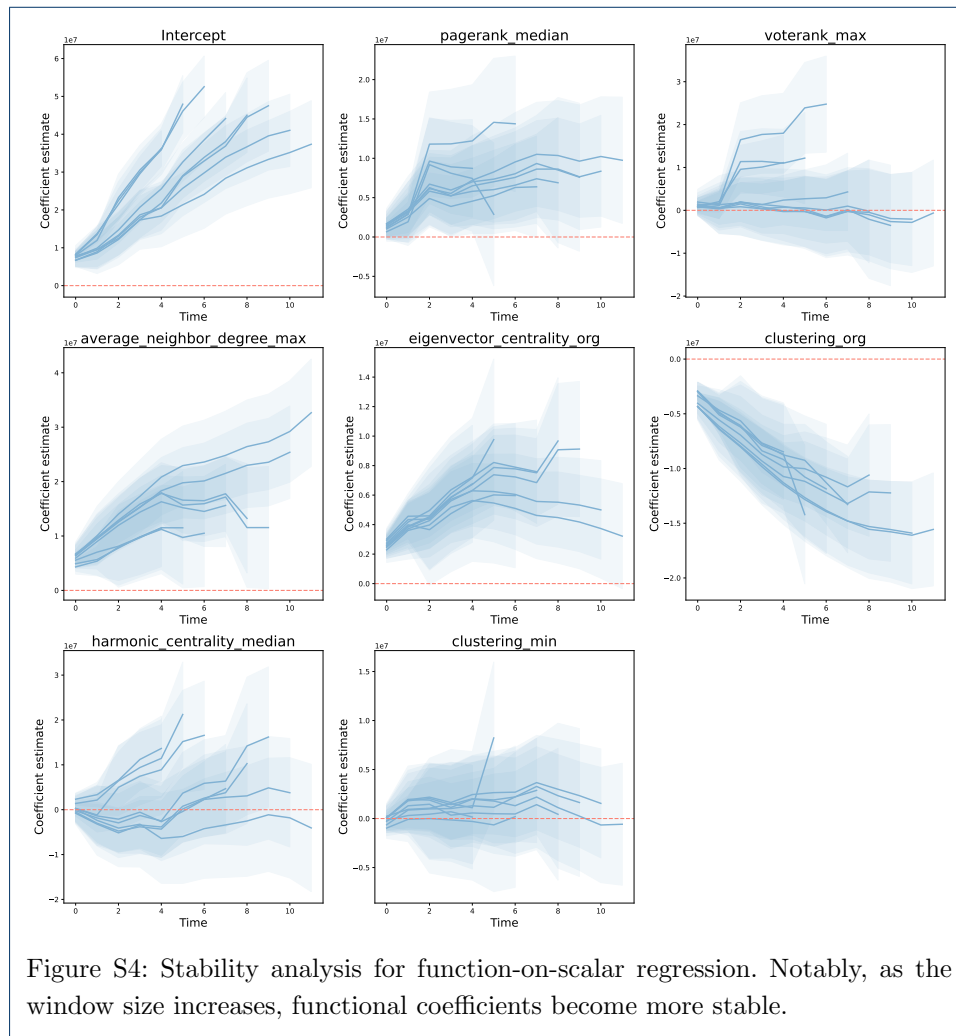 Intercept
1e7
Coefficient estimate
6
5
4
3
2
1
0
0 2 4 6 8 10
Time
pagerank_median
1e7
Coefficient estimate
2.0
1.5
1.0
0.5
0.0
−0.5
0 2 4 6 8 10
Time
voterank_max
1e7
Coefficient estimate
3
2
1
0
−1
−2
0 2 4 6 8 10
Time
average_neighbor_degree_max
1e7
Coefficient estimate
4
3
2
1
0
0 2 4 6 8 10
Time
eigenvector_centrality_org
1e7
Coefficient estimate
1.4
1.2
1.0
0.8
0.6
0.4
0.2
0.0
0 2 4 6 8 10
Time
clustering_org
1e7
Coefficient estimate
0.0
−0.5
−1.0
−1.5
−2.0
0 2 4 6 8 10
Time
harmonic_centrality_median
1e7
Coefficient estimate
3
2
1
0
−1
−2
0 2 4 6 8 10
Time
clustering_min
1e7
Coefficient estimate
1.5
1.0
0.5
0.0
−0.5
0 2 4 6 8 10
Time
Figure S4: Stability analysis for function-on-scalar regression. Notably, as the
window size increases, functional coefficients become more stable.